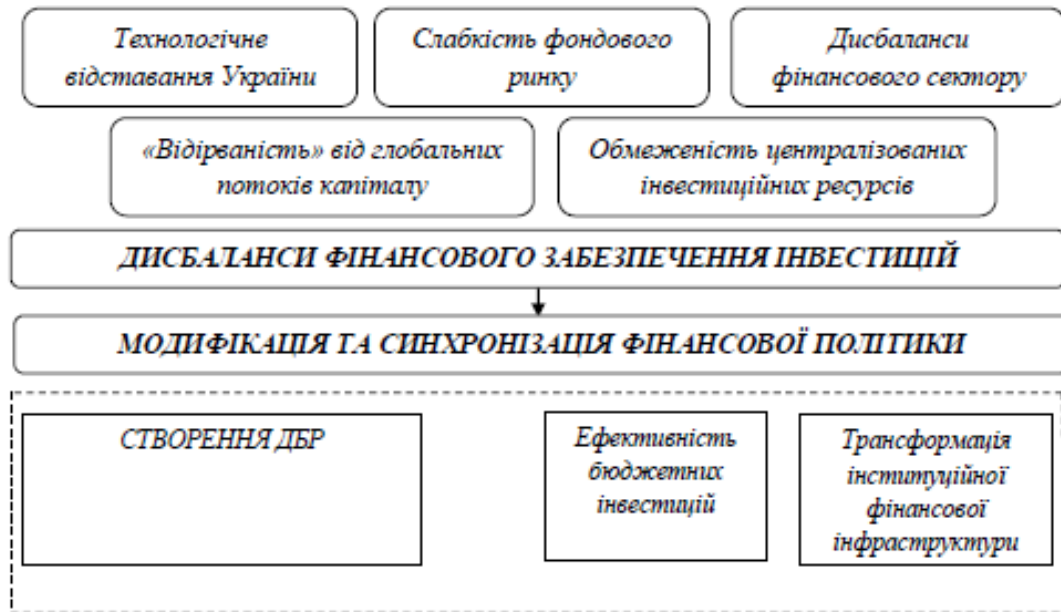 Технологічне
відставання України
Слабкість фондового
ринку
Дисбаланси
фінансового сектору
«Відірваність» від глобальних
потоків капіталу
Обмеженість централізованих
інвестиційних ресурсів
ДИСБАЛАНСИ ФІНАНСОВОГО ЗАБЕЗПЕЧЕННЯ ІНВЕСТИЦІЙ
МОДИФІКАЦІЯ ТА СИНХРОНІЗАЦІЯ ФІНАНСОВОЇ ПОЛІТИКИ
СТВОРЕННЯ ДБР
Ефективність
бюджетних
інвестицій
Трансформація
інституційної
фінансової
інфраструктури